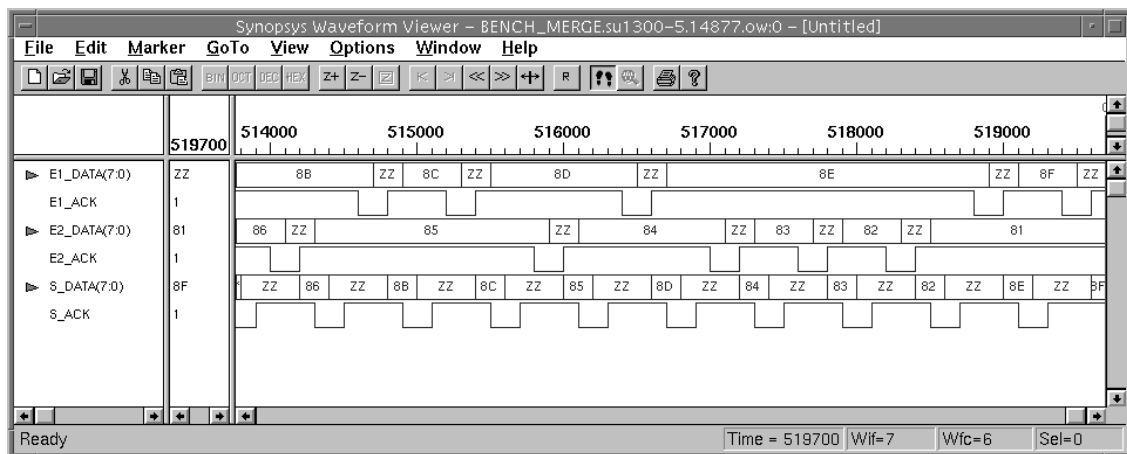 Synopsys Waveform Viewer – BENCH_MERGE.su1300–5.14877.ow:0 – [Untitled]
File Edit Marker GoTo View Options Window Help
BIN OCT DEC HEX Z+ Z– Z R
519700 514000 515000 516000 517000 518000 519000
E1_DATA(7:0) ZZ 8B ZZ 8C ZZ 8D ZZ 8E ZZ 8F ZZ
E1_ACK 1
E2_DATA(7:0) 81 86 ZZ 85 ZZ 84 ZZ 83 ZZ 82 ZZ 81
E2_ACK 1
S_DATA(7:0) 8F ZZ 86 ZZ 8B ZZ 8C ZZ 85 ZZ 8D ZZ 84 ZZ 83 ZZ 82 ZZ 8E ZZ 8F
S_ACK 1
Ready Time = 519700 Wif=7 Wfc=6 Sel=0